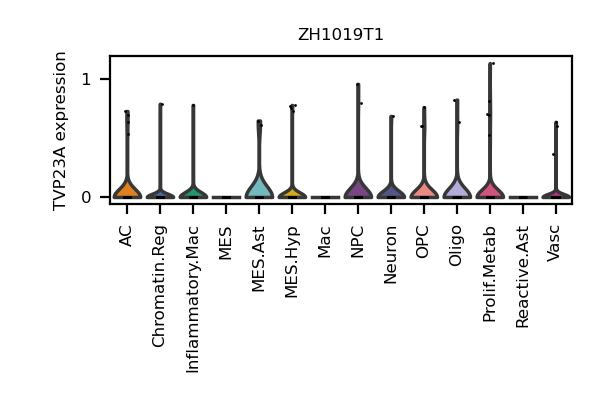 ZH1019T1
TVP23A expression
1
0
AC
Chromatin.Reg
Inflammatory.Mac
MES
MES.Ast
MES.Hyp
Mac
NPC
Neuron
OPC
Oligo
Prolif.Metab
Reactive.Ast
Vasc